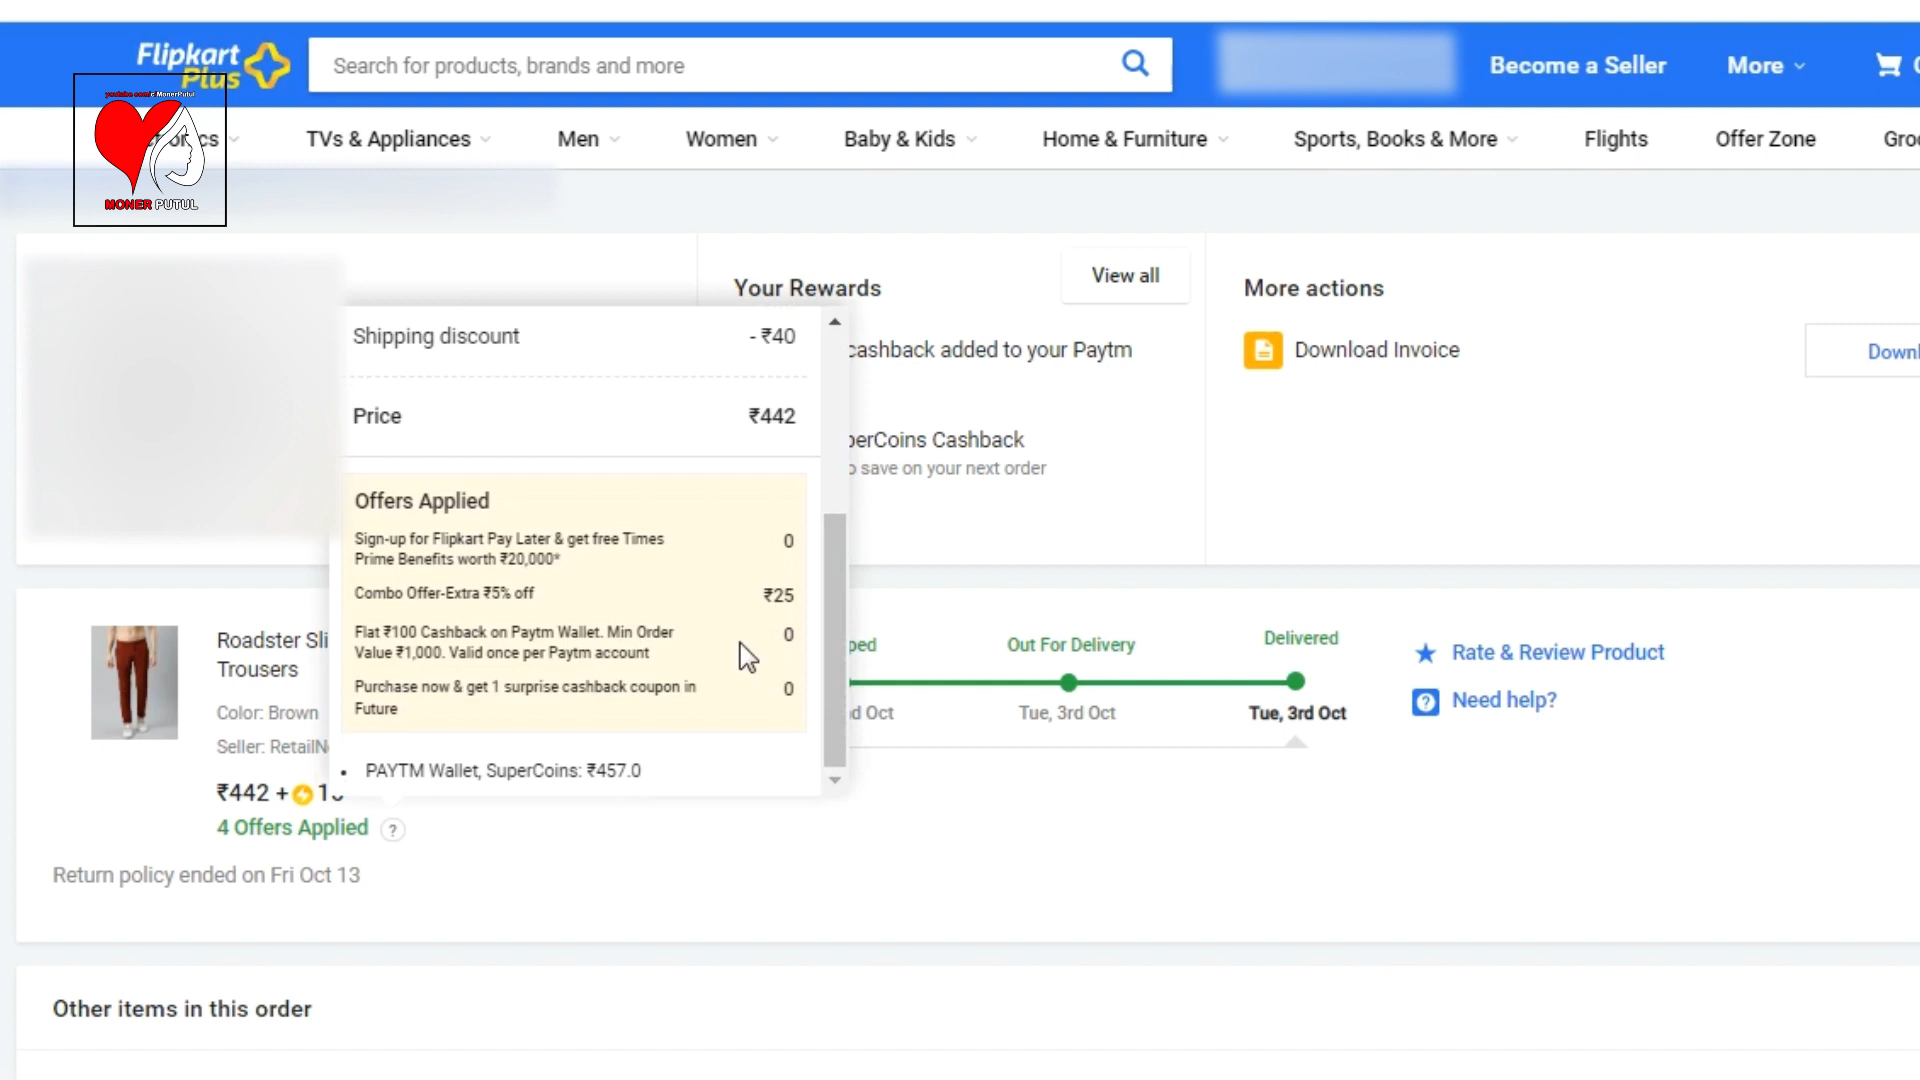 Flipkart
Plus
Search for products, brands and more
Become a Seller
More
youtube.com/c/MonerPutul
MONER PUTUL
TVs & Appliances
Men
Women
Baby & Kids
Home & Furniture
Sports, Books & More
Flights
Offer Zone
Your Rewards
View all
More actions
Shipping discount - ₹40
cashback added to your Paytm
Download Invoice
Price ₹442
Cashback
save on your next order
Offers Applied
Sign-up for Flipkart Pay Later & get free Times 0
Prime Benefits worth ₹20,000*
Combo Offer-Extra ₹5% off ₹25
Flat ₹100 Cashback on Paytm Wallet. Min Order 0
Value ₹1,000. Valid once per Paytm account
Purchase now & get 1 surprise cashback coupon in 0
Future
PAYTM Wallet, SuperCoins: ₹457.0
Roadster
Trousers
Color: Brown
Seller:
₹442 +
4 Offers Applied ?
Return policy ended on Fri Oct 13
Out For Delivery
Delivered
Oct
Tue, 3rd Oct
Tue, 3rd Oct
Rate & Review Product
Need help?
Other items in this order